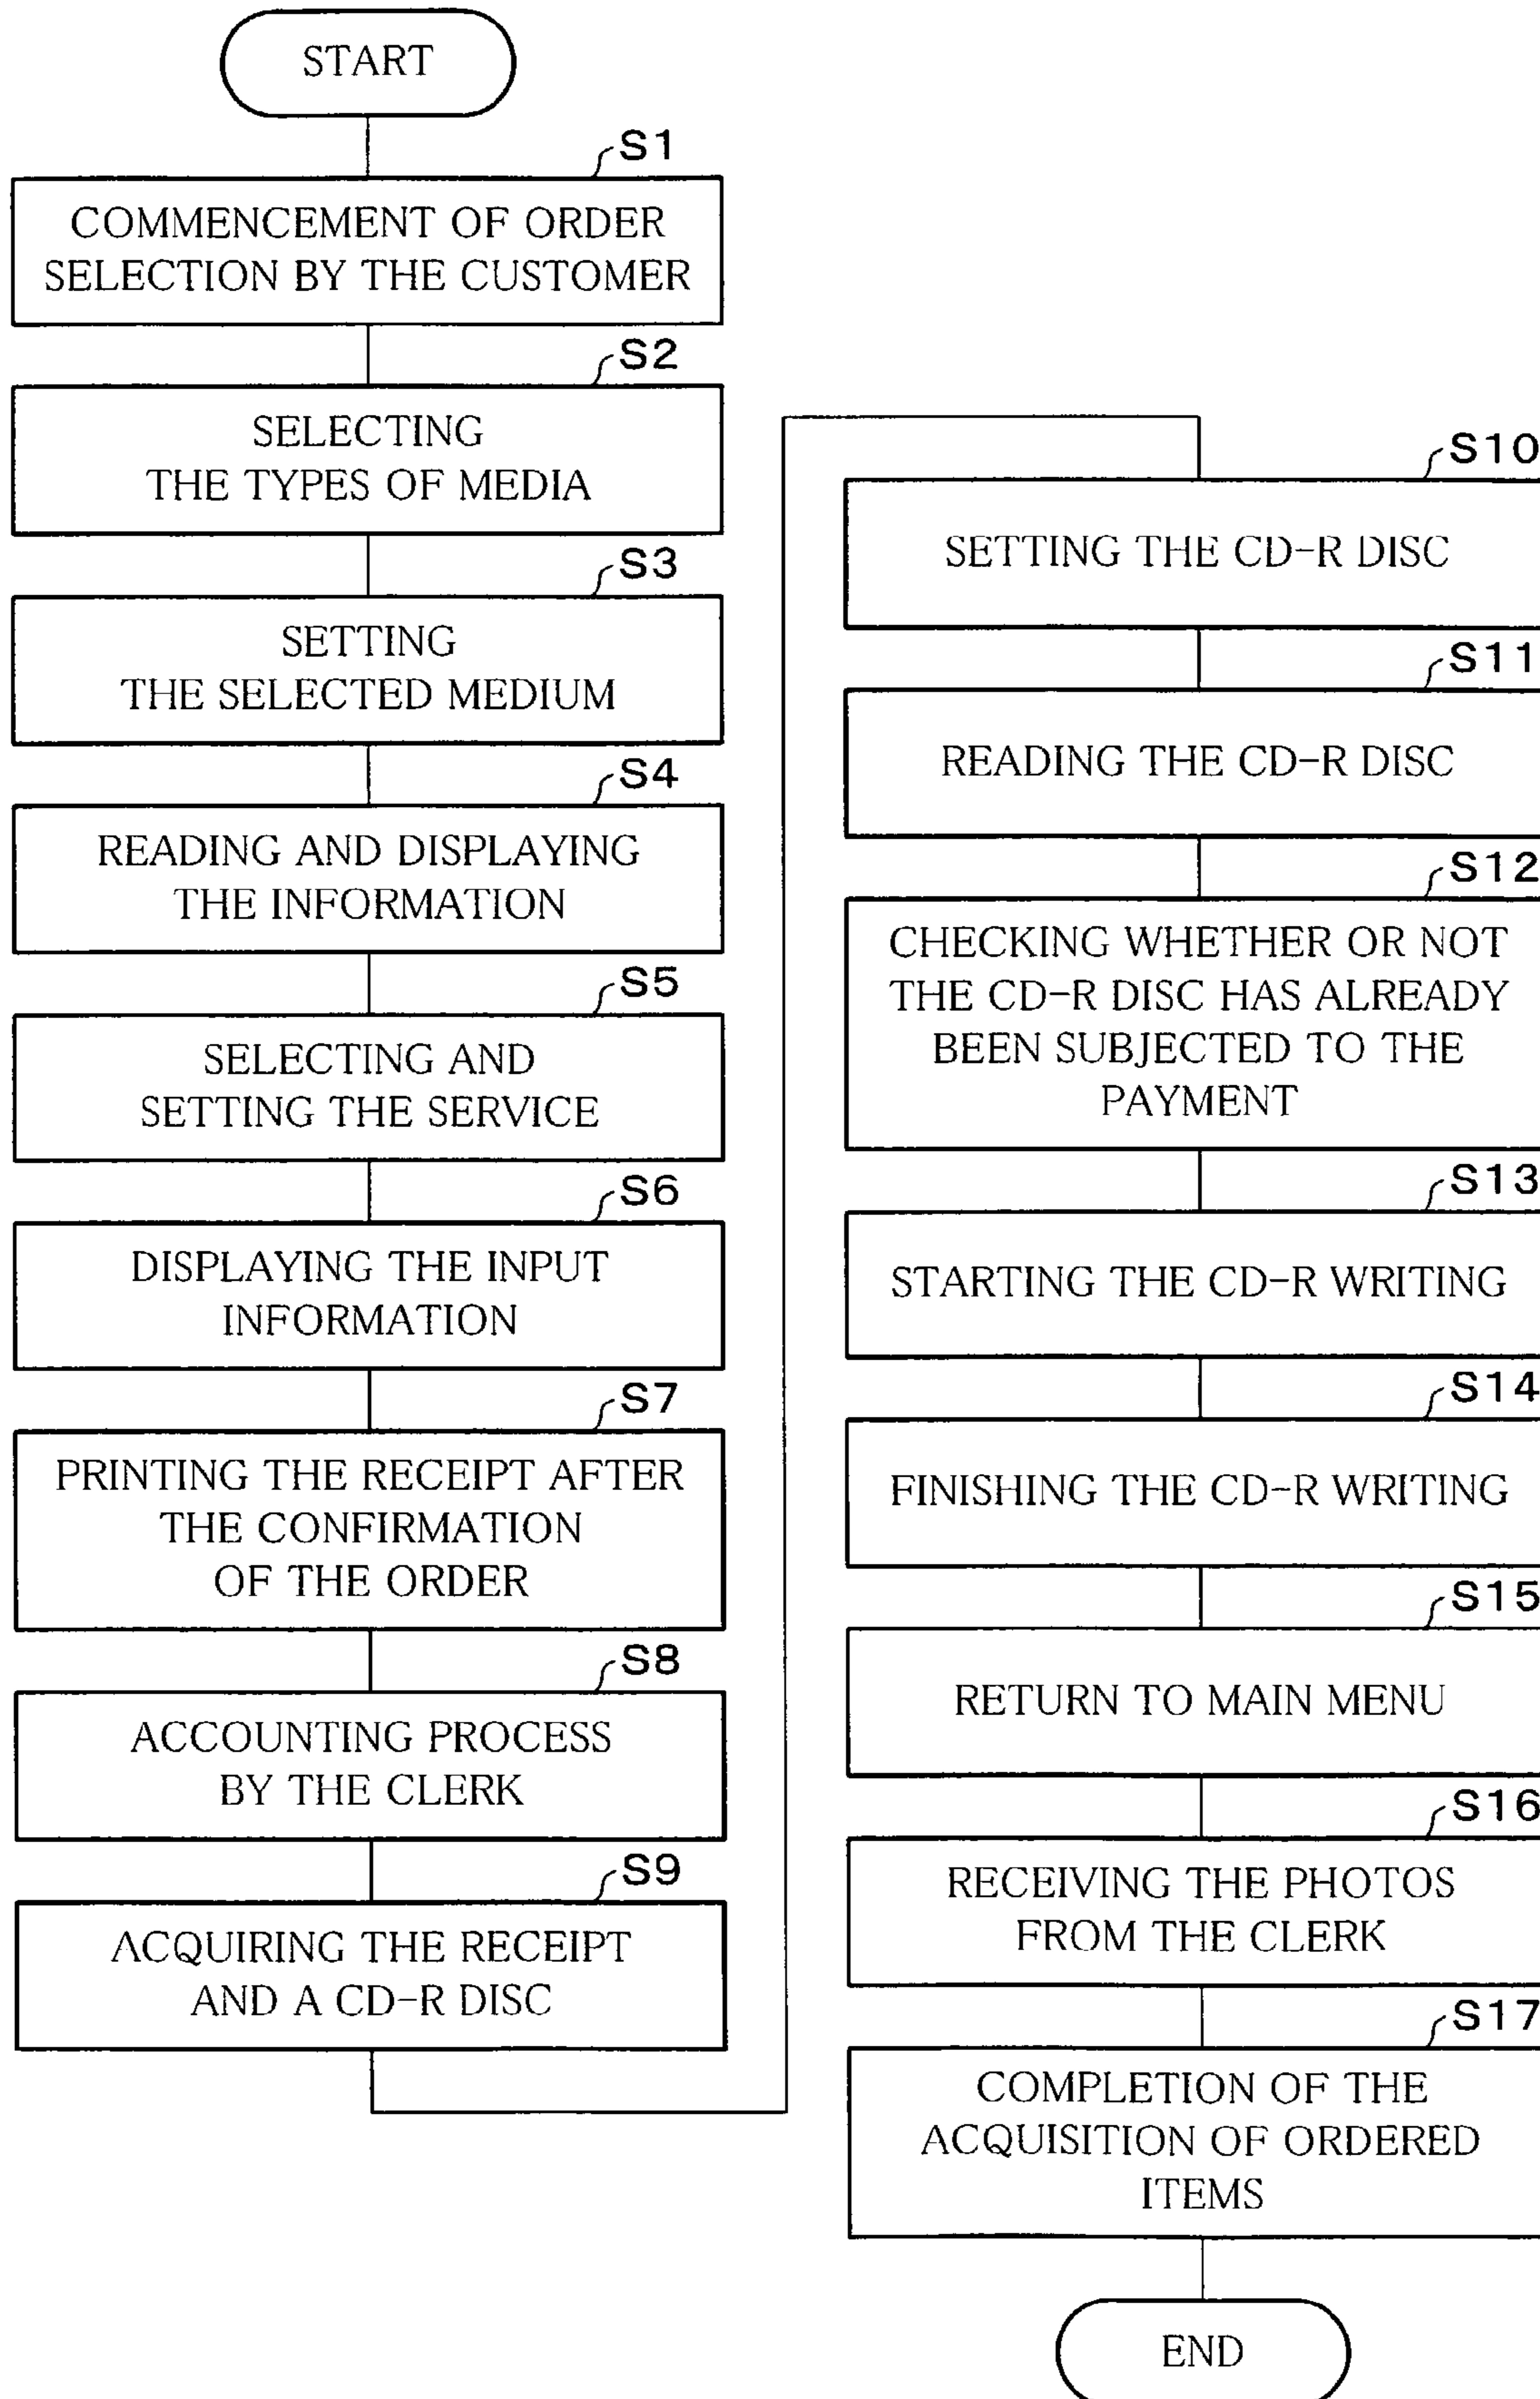 START
S1
COMMENCEMENT OF ORDER
SELECTION BY THE CUSTOMER
S2
SELECTING
THE TYPES OF MEDIA
S3
SETTING
THE SELECTED MEDIUM
S4
READING AND DISPLAYING
THE INFORMATION
S5
SELECTING AND
SETTING THE SERVICE
S6
DISPLAYING THE INPUT
INFORMATION
S7
PRINTING THE RECEIPT AFTER
THE CONFIRMATION
OF THE ORDER
S8
ACCOUNTING PROCESS
BY THE CLERK
S9
ACQUIRING THE RECEIPT
AND A CD-R DISC
S10
SETTING THE CD-R DISC
S11
READING THE CD-R DISC
S12
CHECKING WHETHER OR NOT
THE CD-R DISC HAS ALREADY
BEEN SUBJECTED TO THE
PAYMENT
S13
STARTING THE CD-R WRITING
S14
FINISHING THE CD-R WRITING
S15
RETURN TO MAIN MENU
S16
RECEIVING THE PHOTOS
FROM THE CLERK
S17
COMPLETION OF THE
ACQUISITION OF ORDERED
ITEMS
END